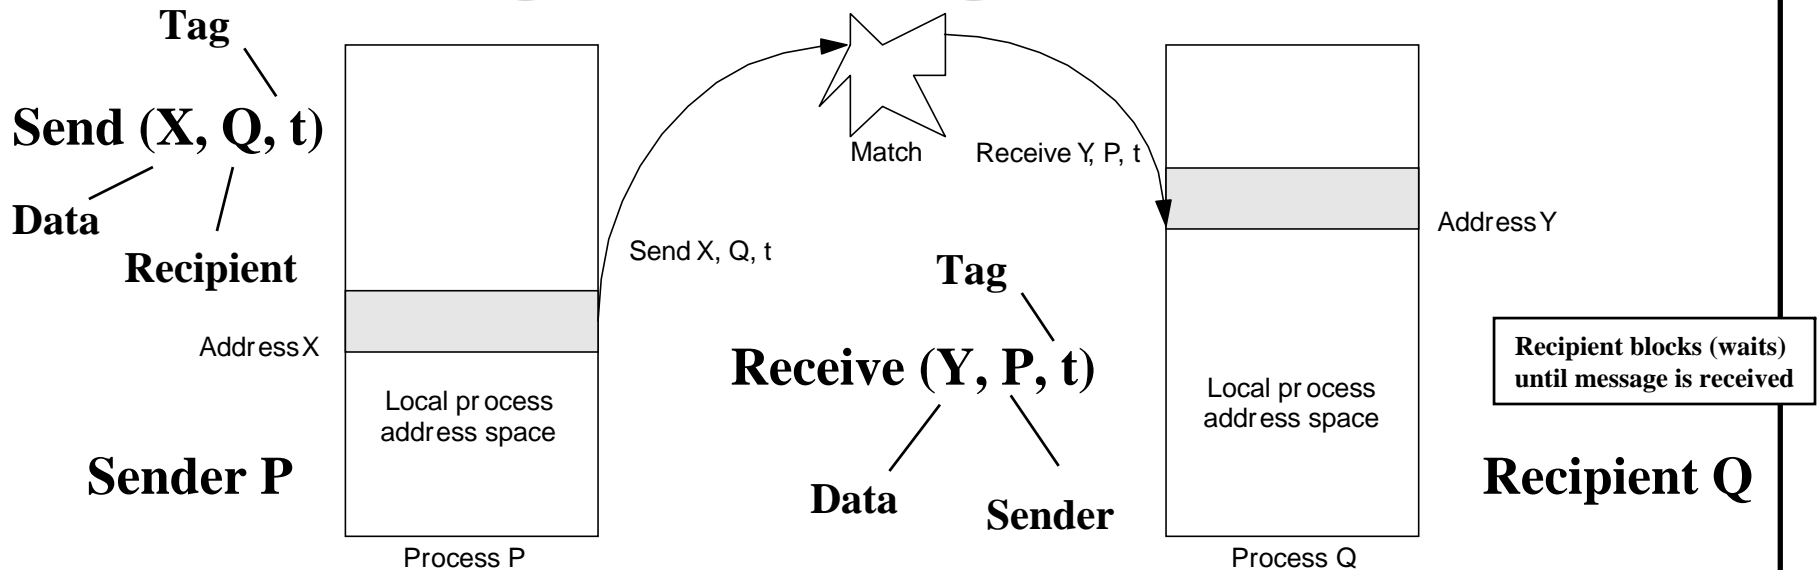 Tag
Send (X, Q, t)
Data
Recipient
Address X
Sender P
Local process
address space
Process P
Send X, Q, t
Match
Receive Y, P, t
Tag
Receive (Y, P, t)
Data
Sender
Address Y
Local process
address space
Process Q
Recipient blocks (waits)
until message is received
Recipient Q